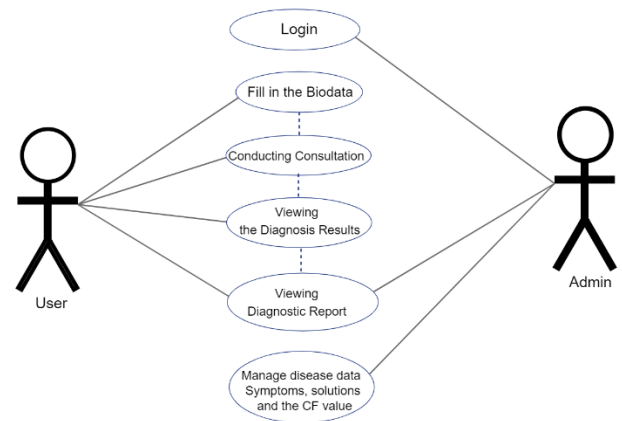 Login
Fill in the Biodata
Conducting Consultation
Viewing
the Diagnosis Results
User
Admin
Viewing
Diagnostic Report
Manage disease data
Symptoms, solutions
and the CF value